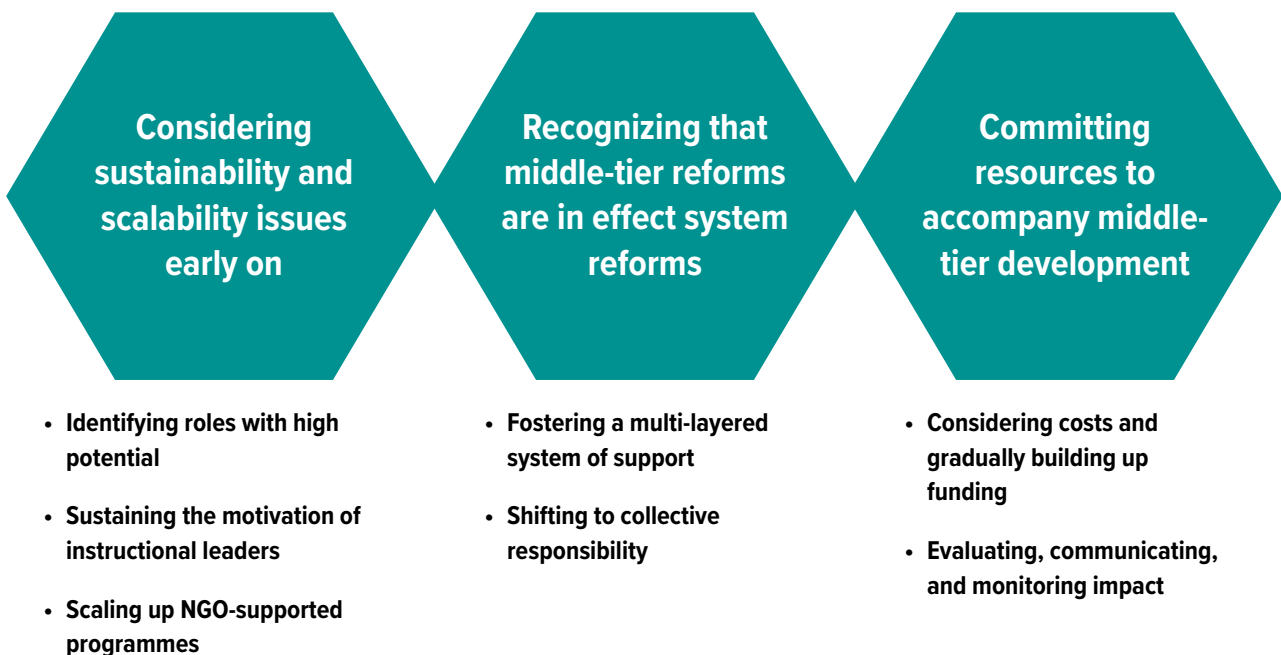 Considering
sustainability and
scalability issues
early on
• Identifying roles with high
potential
• Sustaining the motivation of
instructional leaders
• Scaling up NGO-supported
programmes
Recognizing that
middle-tier reforms
are in effect system
reforms
• Fostering a multi-layered
system of support
• Shifting to collective
responsibility
Committing
resources to
accompany middle-
tier development
• Considering costs and
gradually building up
funding
• Evaluating, communicating,
and monitoring impact